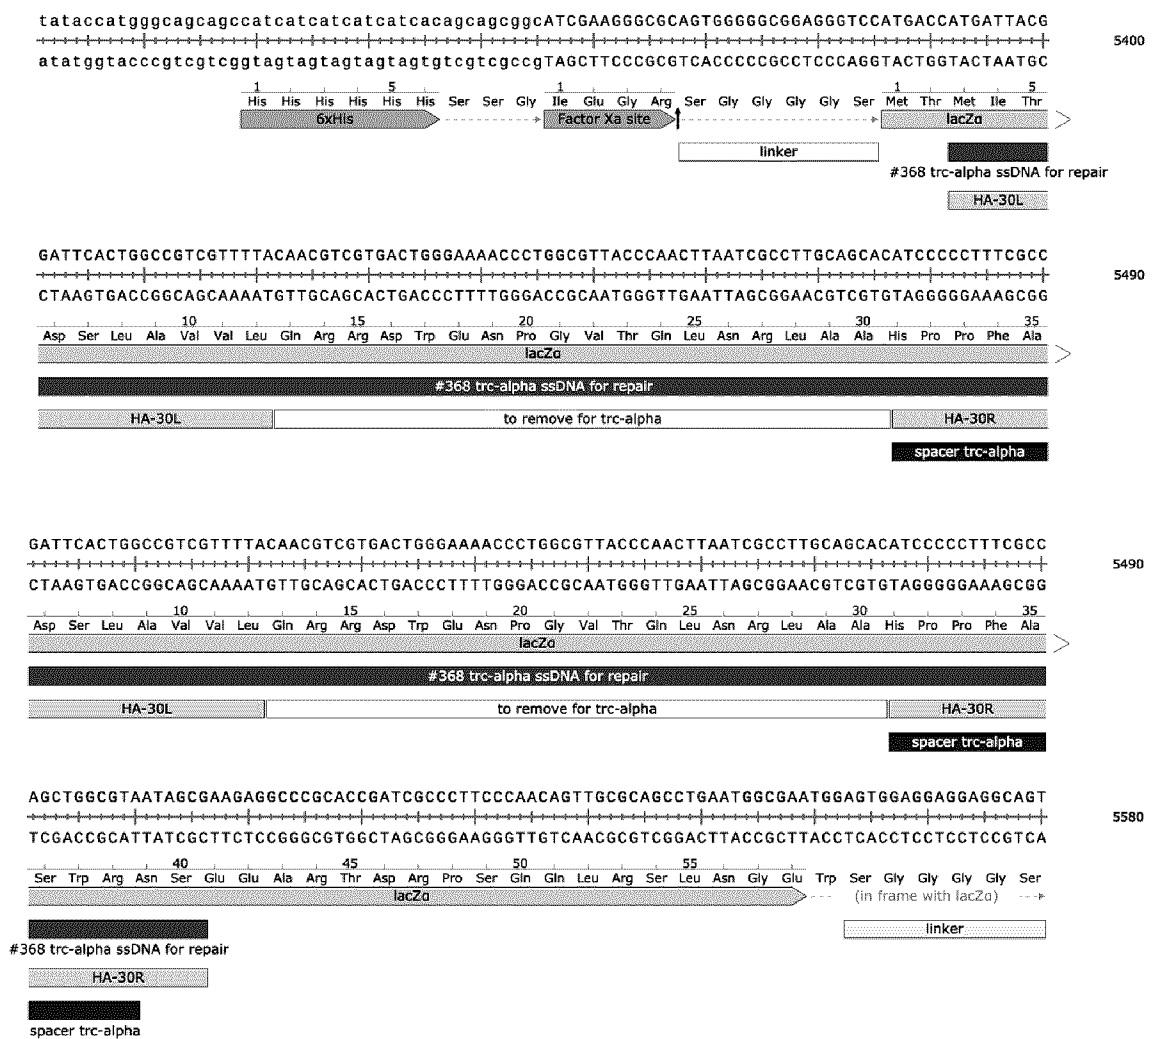 tataccatgggcagcagccatcatcatcatcatcacagcagcggcATCGAAGGGCGCAGTGGGGGCGGAGGGTCCATGACCATGATTACG
5400
atatggtacccgtcgtcggtagtagtagtagtagtgtcgtcgccgTAGCTTCCCGCGTCACCCCCGCCTCCCAGGTACTGGTACTAATGC
1 5 1 1 5
His His His His His His Ser Ser Gly Ile Glu Gly Arg Ser Gly Gly Gly Gly Ser Met Thr Met Ile Thr
6xHis Factor Xa site lacZα
linker
#368 trc-alpha ssDNA for repair
HA-30L
GATTCACTGGCCGTCGTTTTACAACGTCGTGACTGGGAAAACCCTGGCGTTACCCAACTTAATCGCCTTGCAGCACATCCCCCTTTCGCC
5490
CTAAGTGACCGGCAGCAAAATGTTGCAGCACTGACCCTTTTGGGACCGCAATGGGTTGAATTAGCGGAACGTCGTGTAGGGGGAAAGCGG
10 15 20 25 30 35
Asp Ser Leu Ala Val Val Leu Gln Arg Arg Asp Trp Glu Asn Pro Gly Val Thr Gln Leu Asn Arg Leu Ala Ala His Pro Pro Phe Ala
lacZα
#368 trc-alpha ssDNA for repair
HA-30L to remove for trc-alpha HA-30R
spacer trc-alpha
GATTCACTGGCCGTCGTTTTACAACGTCGTGACTGGGAAAACCCTGGCGTTACCCAACTTAATCGCCTTGCAGCACATCCCCCTTTCGCC
5490
CTAAGTGACCGGCAGCAAAATGTTGCAGCACTGACCCTTTTGGGACCGCAATGGGTTGAATTAGCGGAACGTCGTGTAGGGGGAAAGCGG
10 15 20 25 30 35
Asp Ser Leu Ala Val Val Leu Gln Arg Arg Asp Trp Glu Asn Pro Gly Val Thr Gln Leu Asn Arg Leu Ala Ala His Pro Pro Phe Ala
lacZα
#368 trc-alpha ssDNA for repair
HA-30L to remove for trc-alpha HA-30R
spacer trc-alpha
AGCTGGCGTAATAGCGAAGAGGCCCGCACCGATCGCCCTTCCCAACAGTTGCGCAGCCTGAATGGCGAATGGAGTGGAGGAGGAGGCAGT
5580
TCGACCGCATTATCGCTTCTCCGGGCGTGGCTAGCGGGAAGGGTTGTCAACGCGTCGGACTTACCGCTTACCTCACCTCCTCCTCCGTCA
40 45 50 55
Ser Trp Arg Asn Ser Glu Glu Ala Arg Thr Asp Arg Pro Ser Gln Gln Leu Arg Ser Leu Asn Gly Glu Trp Ser Gly Gly Gly Gly Ser
lacZα (in frame with lacZα)
#368 trc-alpha ssDNA for repair linker
HA-30R
spacer trc-alpha